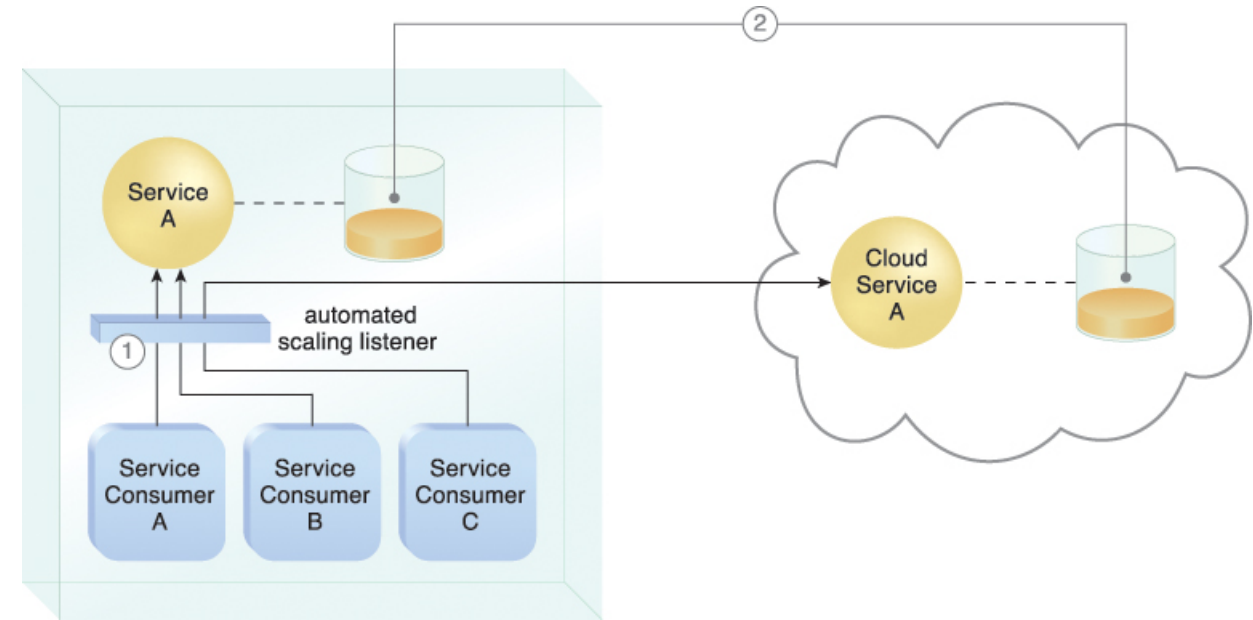 2
Service
A
Cloud
Service
A
automated
scaling listener
1
Service
Consumer
A
Service
Consumer
B
Service
Consumer
C